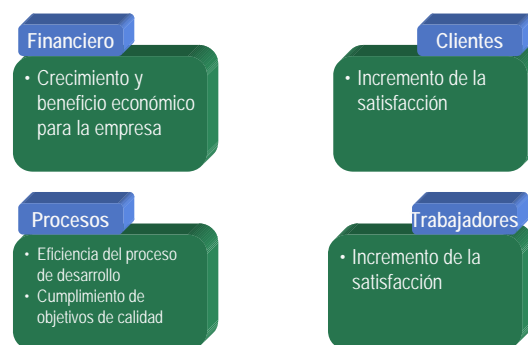 Financiero
• Crecimiento y
beneficio económico
para la empresa
Clientes
• Incremento de la
satisfacción
Procesos
• Eficiencia del proceso
de desarrollo
• Cumplimiento de
objetivos de calidad
Trabajadores
• Incremento de la
satisfacción